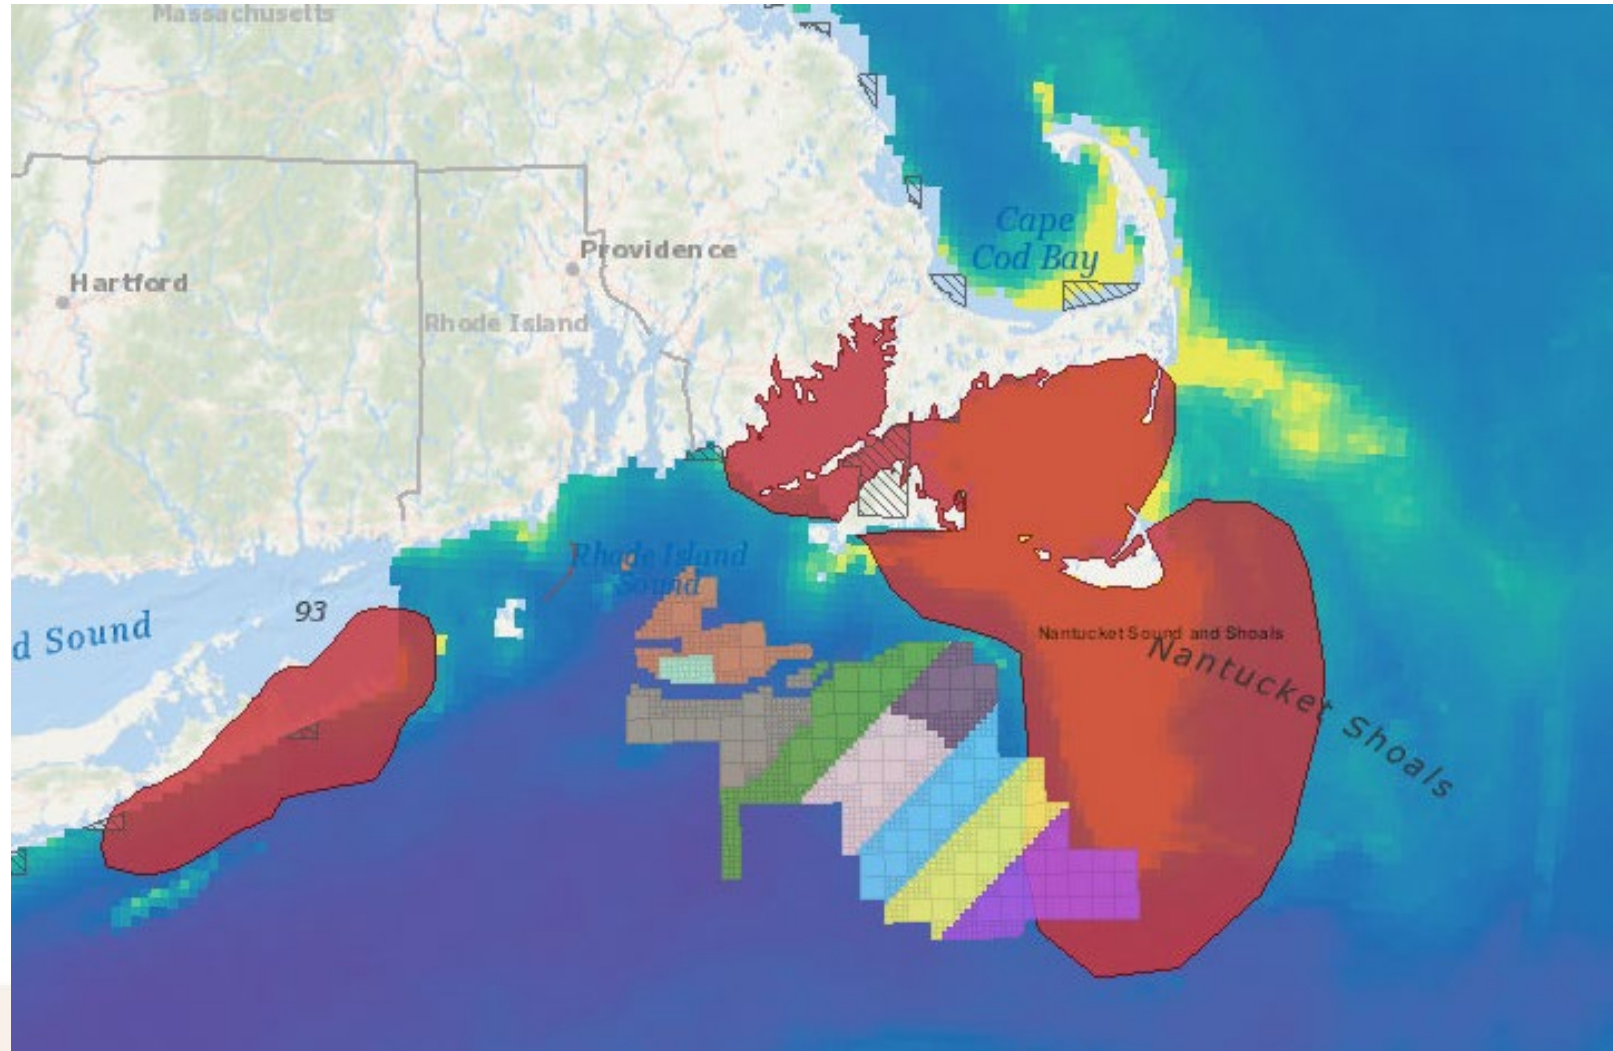 Massachusetts
Cape
Cod Bay
Providence
Hartford
Rhode Island
Rhode Island
Sound
93
d Sound
Nantucket Sound and Shoals
Nantucket Shoals